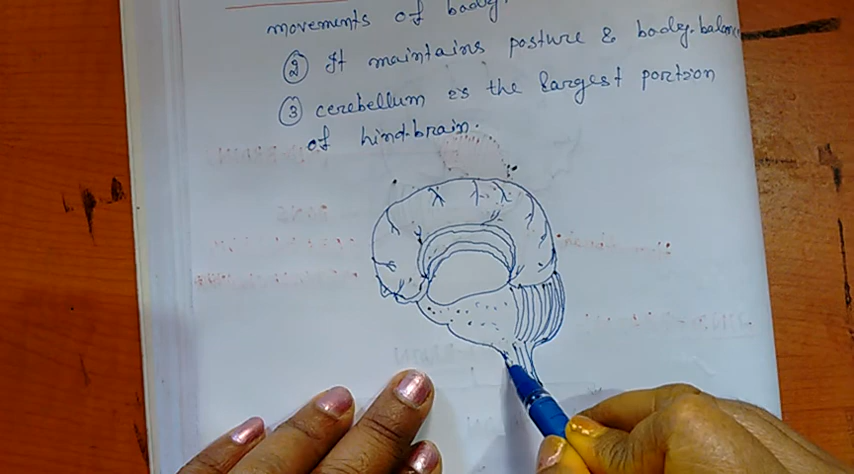 movements of body.
② It maintains posture & body-balance
③ cerebellum is the largest portion
of hind-brain.